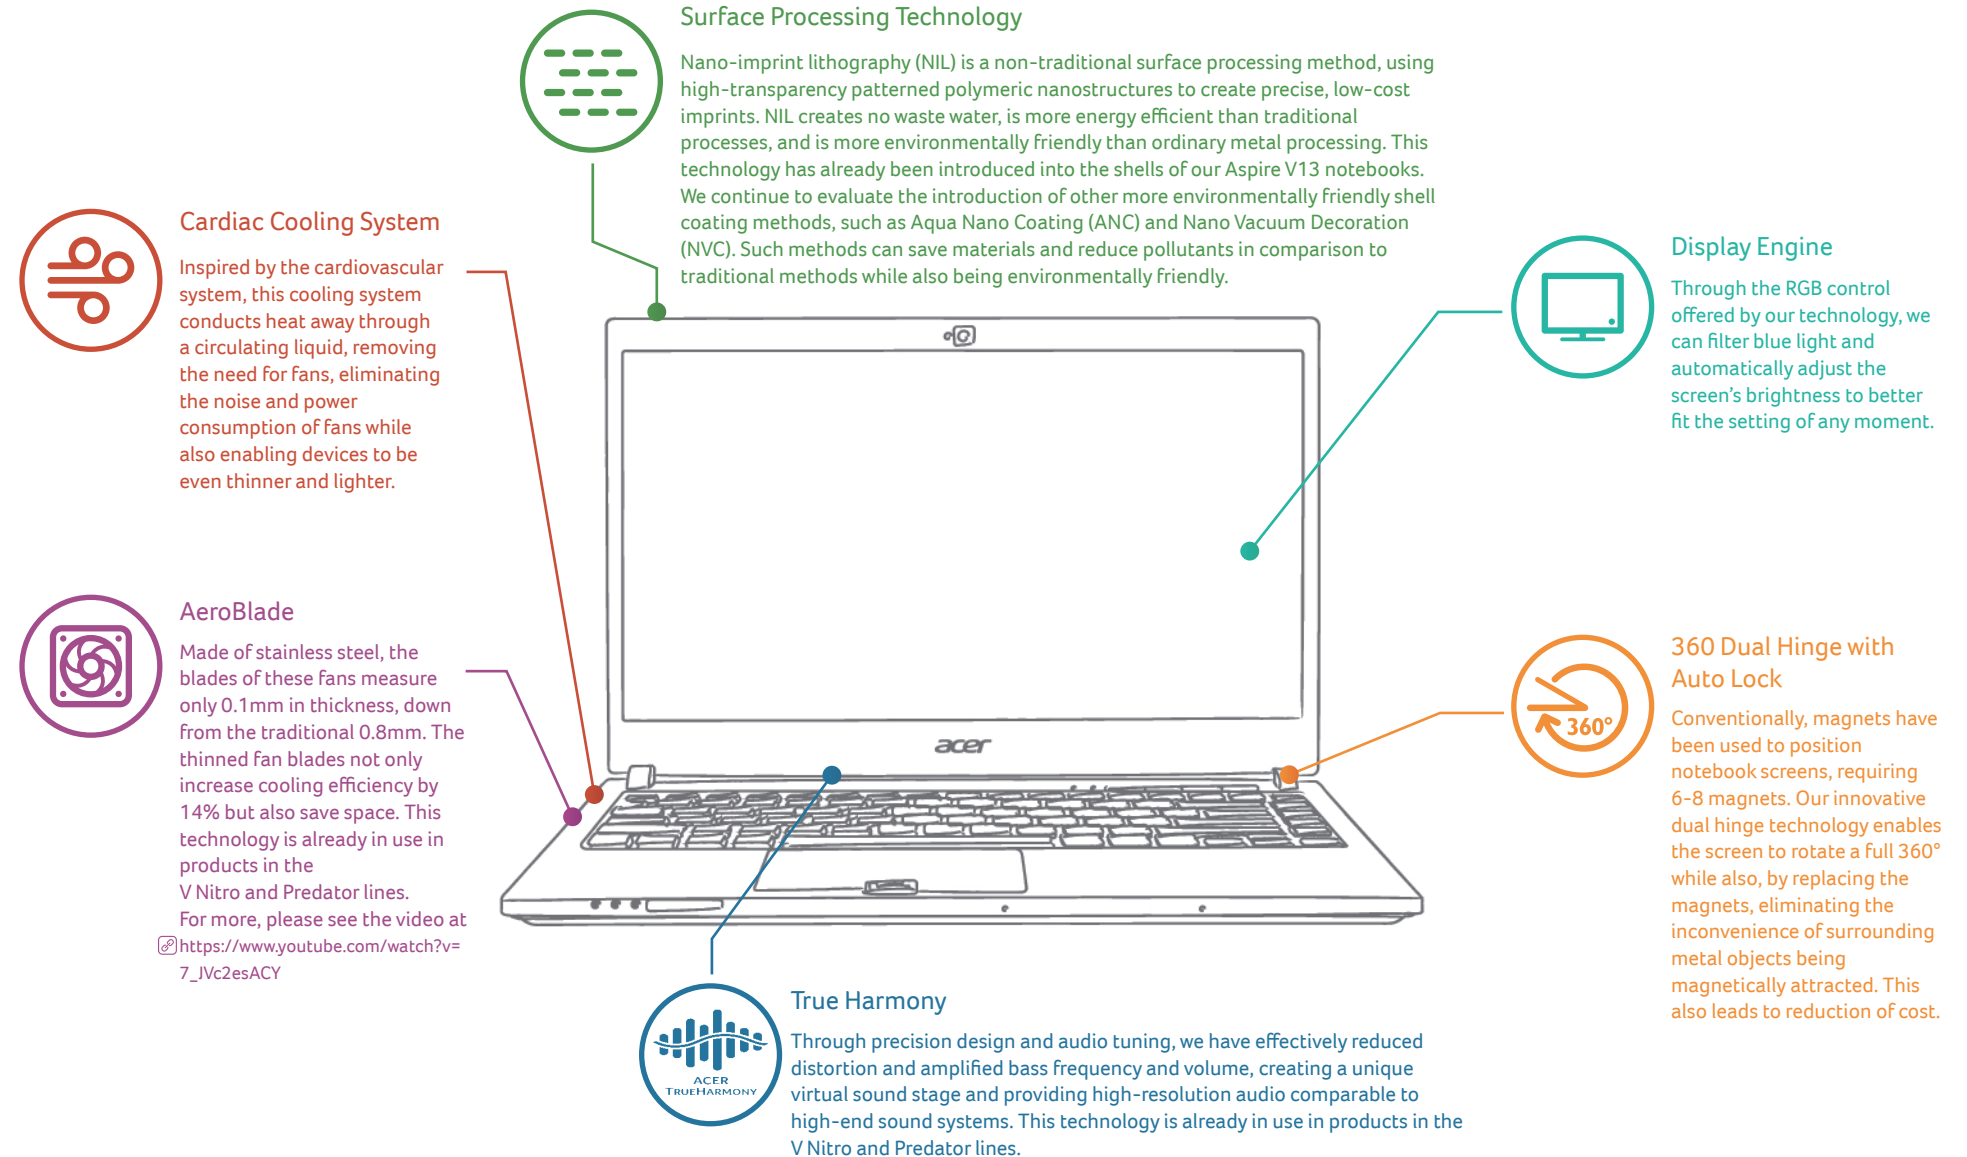 Surface Processing Technology
Nano-imprint lithography (NIL) is a non-traditional surface processing method, using
high-transparency patterned polymeric nanostructures to create precise, low-cost
imprints. NIL creates no waste water, is more energy efficient than traditional
processes, and is more environmentally friendly than ordinary metal processing. This
technology has already been introduced into the shells of our Aspire V13 notebooks.
We continue to evaluate the introduction of other more environmentally friendly shell
coating methods, such as Aqua Nano Coating (ANC) and Nano Vacuum Decoration
(NVC). Such methods can save materials and reduce pollutants in comparison to
traditional methods while also being environmentally friendly.
Cardiac Cooling System
Inspired by the cardiovascular
system, this cooling system
conducts heat away through
a circulating liquid, removing
the need for fans, eliminating
the noise and power
consumption of fans while
also enabling devices to be
even thinner and lighter.
Display Engine
Through the RGB control
offered by our technology, we
can filter blue light and
automatically adjust the
screen's brightness to better
fit the setting of any moment.
AeroBlade
Made of stainless steel, the
blades of these fans measure
only 0.1mm in thickness, down
from the traditional 0.8mm. The
thinned fan blades not only
increase cooling efficiency by
14% but also save space. This
technology is already in use in
products in the
V Nitro and Predator lines.
For more, please see the video at
https://www.youtube.com/watch?v=
7_JVc2esACY
acer
360°
360 Dual Hinge with
Auto Lock
Conventionally, magnets have
been used to position
notebook screens, requiring
6-8 magnets. Our innovative
dual hinge technology enables
the screen to rotate a full 360°
while also, by replacing the
magnets, eliminating the
inconvenience of surrounding
metal objects being
magnetically attracted. This
also leads to reduction of cost.
ACER
TRUEHARMONY
True Harmony
Through precision design and audio tuning, we have effectively reduced
distortion and amplified bass frequency and volume, creating a unique
virtual sound stage and providing high-resolution audio comparable to
high-end sound systems. This technology is already in use in products in the
V Nitro and Predator lines.